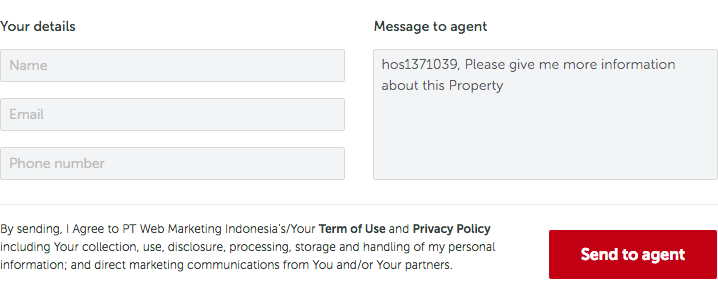 Your details
Name
Email
Phone number
Message to agent
hos1371039, Please give me more information
about this Property
By sending, I Agree to PT Web Marketing Indonesia's/Your Term of Use and Privacy Policy
including Your collection, use, disclosure, processing, storage and handling of my personal
information; and direct marketing communications from You and/or Your partners.
Send to agent